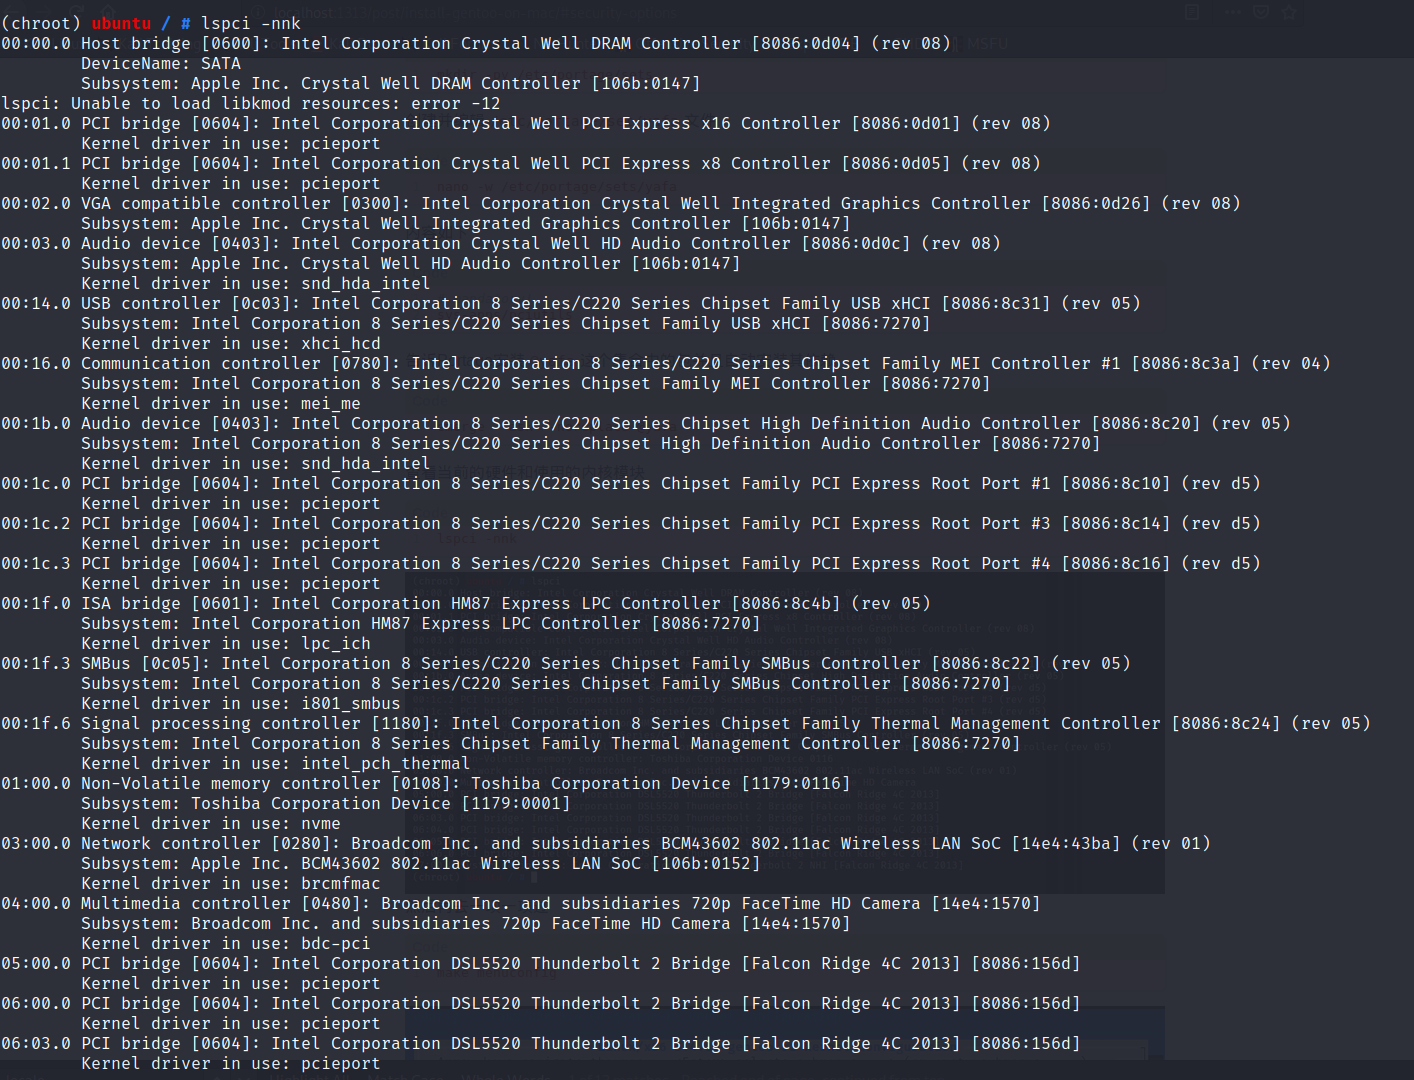 (chroot) ubuntu / # lspci -nnk
00:00.0 Host bridge [0600]: Intel Corporation Crystal Well DRAM Controller [8086:0d04] (rev 08)
DeviceName: SATA
Subsystem: Apple Inc. Crystal Well DRAM Controller [106b:0147]
lspci: Unable to load libkmod resources: error -12
00:01.0 PCI bridge [0604]: Intel Corporation Crystal Well PCI Express x16 Controller [8086:0d01] (rev 08)
Kernel driver in use: pcieport
00:01.1 PCI bridge [0604]: Intel Corporation Crystal Well PCI Express x8 Controller [8086:0d05] (rev 08)
Kernel driver in use: pcieport
00:02.0 VGA compatible controller [0300]: Intel Corporation Crystal Well Integrated Graphics Controller [8086:0d26] (rev 08)
Subsystem: Apple Inc. Crystal Well Integrated Graphics Controller [106b:0147]
00:03.0 Audio device [0403]: Intel Corporation Crystal Well HD Audio Controller [8086:0d0c] (rev 08)
Subsystem: Apple Inc. Crystal Well HD Audio Controller [106b:0147]
Kernel driver in use: snd_hda_intel
00:14.0 USB controller [0c03]: Intel Corporation 8 Series/C220 Series Chipset Family USB xHCI [8086:8c31] (rev 05)
Subsystem: Intel Corporation 8 Series/C220 Series Chipset Family USB xHCI [8086:7270]
Kernel driver in use: xhci_hcd
00:16.0 Communication controller [0780]: Intel Corporation 8 Series/C220 Series Chipset Family MEI Controller #1 [8086:8c3a] (rev 04)
Subsystem: Intel Corporation 8 Series/C220 Series Chipset Family MEI Controller [8086:7270]
Kernel driver in use: mei_me
00:1b.0 Audio device [0403]: Intel Corporation 8 Series/C220 Series Chipset High Definition Audio Controller [8086:8c20] (rev 05)
Subsystem: Intel Corporation 8 Series/C220 Series Chipset High Definition Audio Controller [8086:7270]
Kernel driver in use: snd_hda_intel
00:1c.0 PCI bridge [0604]: Intel Corporation 8 Series/C220 Series Chipset Family PCI Express Root Port #1 [8086:8c10] (rev d5)
Kernel driver in use: pcieport
00:1c.2 PCI bridge [0604]: Intel Corporation 8 Series/C220 Series Chipset Family PCI Express Root Port #3 [8086:8c14] (rev d5)
Kernel driver in use: pcieport
00:1c.3 PCI bridge [0604]: Intel Corporation 8 Series/C220 Series Chipset Family PCI Express Root Port #4 [8086:8c16] (rev d5)
Kernel driver in use: pcieport
00:1f.0 ISA bridge [0601]: Intel Corporation HM87 Express LPC Controller [8086:8c4b] (rev 05)
Subsystem: Intel Corporation HM87 Express LPC Controller [8086:7270]
Kernel driver in use: lpc_ich
00:1f.3 SMBus [0c05]: Intel Corporation 8 Series/C220 Series Chipset Family SMBus Controller [8086:8c22] (rev 05)
Subsystem: Intel Corporation 8 Series/C220 Series Chipset Family SMBus Controller [8086:7270]
Kernel driver in use: i801_smbus
00:1f.6 Signal processing controller [1180]: Intel Corporation 8 Series Chipset Family Thermal Management Controller [8086:8c24] (rev 05)
Subsystem: Intel Corporation 8 Series Chipset Family Thermal Management Controller [8086:7270]
Kernel driver in use: intel_pch_thermal
01:00.0 Non-Volatile memory controller [0108]: Toshiba Corporation Device [1179:0116]
Subsystem: Toshiba Corporation Device [1179:0001]
Kernel driver in use: nvme
03:00.0 Network controller [0280]: Broadcom Inc. and subsidiaries BCM43602 802.11ac Wireless LAN SoC [14e4:43ba] (rev 01)
Subsystem: Apple Inc. BCM43602 802.11ac Wireless LAN SoC [106b:0152]
Kernel driver in use: brcmfmac
04:00.0 Multimedia controller [0480]: Broadcom Inc. and subsidiaries 720p FaceTime HD Camera [14e4:1570]
Subsystem: Broadcom Inc. and subsidiaries 720p FaceTime HD Camera [14e4:1570]
Kernel driver in use: bdc-pci
05:00.0 PCI bridge [0604]: Intel Corporation DSL5520 Thunderbolt 2 Bridge [Falcon Ridge 4C 2013] [8086:156d]
Kernel driver in use: pcieport
06:00.0 PCI bridge [0604]: Intel Corporation DSL5520 Thunderbolt 2 Bridge [Falcon Ridge 4C 2013] [8086:156d]
Kernel driver in use: pcieport
06:03.0 PCI bridge [0604]: Intel Corporation DSL5520 Thunderbolt 2 Bridge [Falcon Ridge 4C 2013] [8086:156d]
Kernel driver in use: pcieport